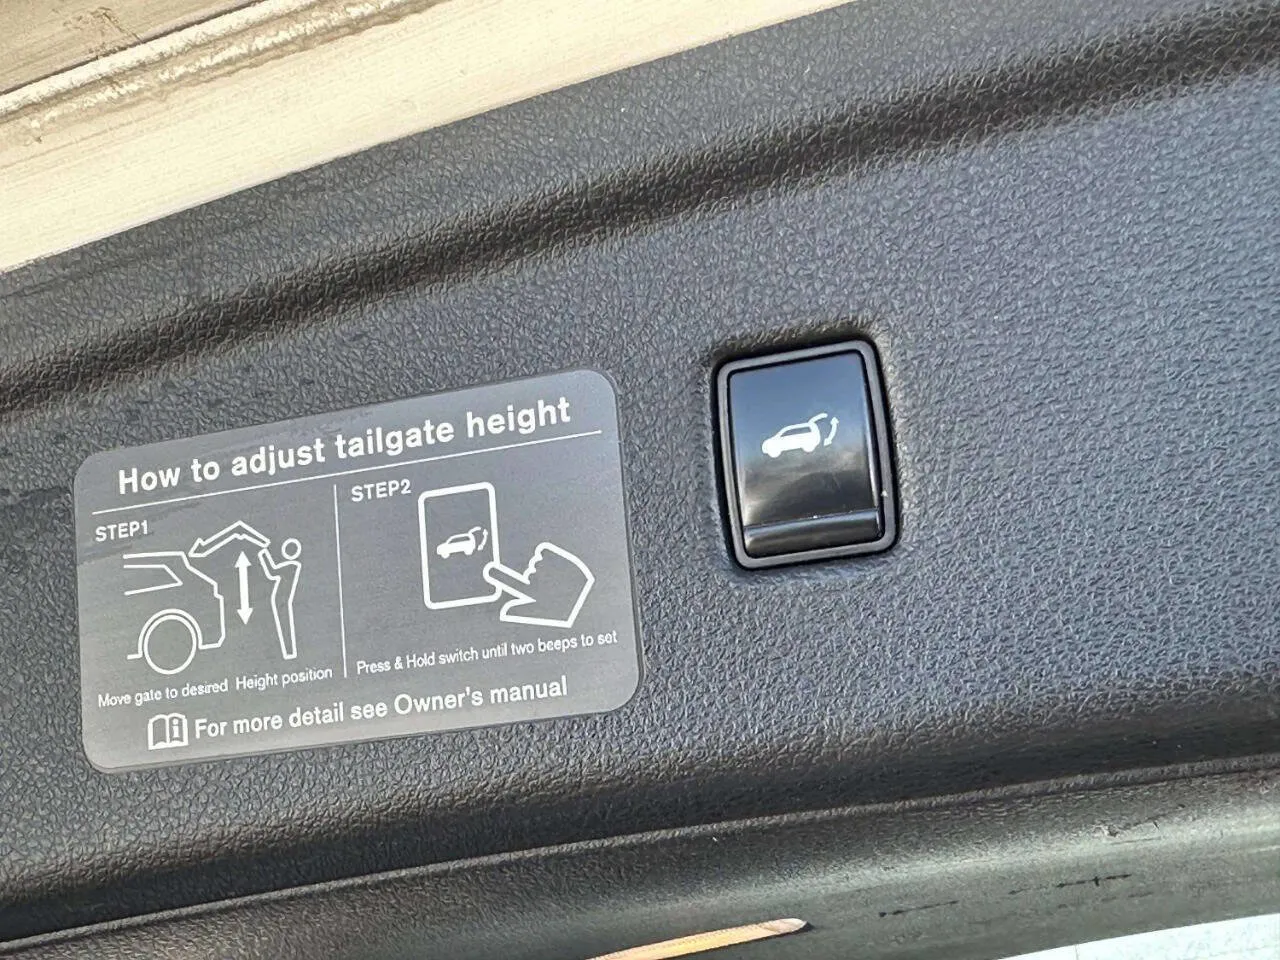 How to adjust tailgate height
STEP1
Move gate to desired Height position
STEP2
Press & Hold switch until two beeps to set
For more detail see Owner's manual